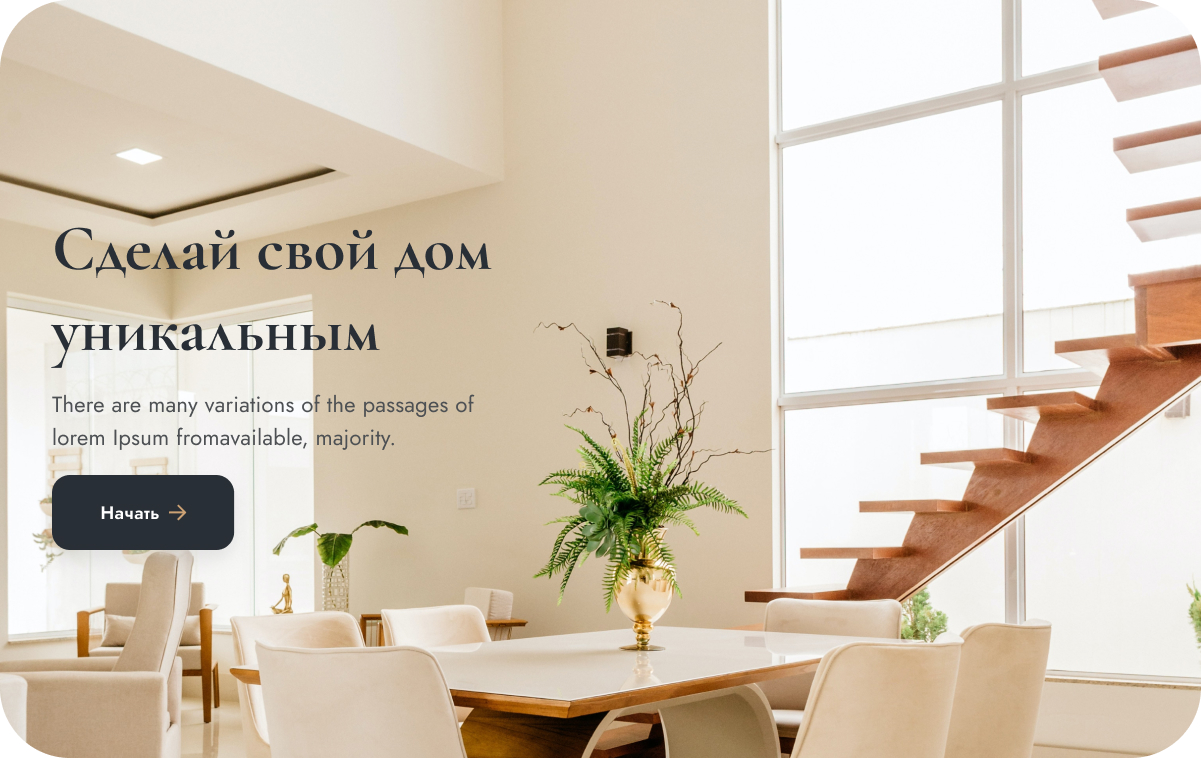 Сделай свой дом
уникальным
There are many variations of the passages of
lorem Ipsum fromavailable, majority.
Начать